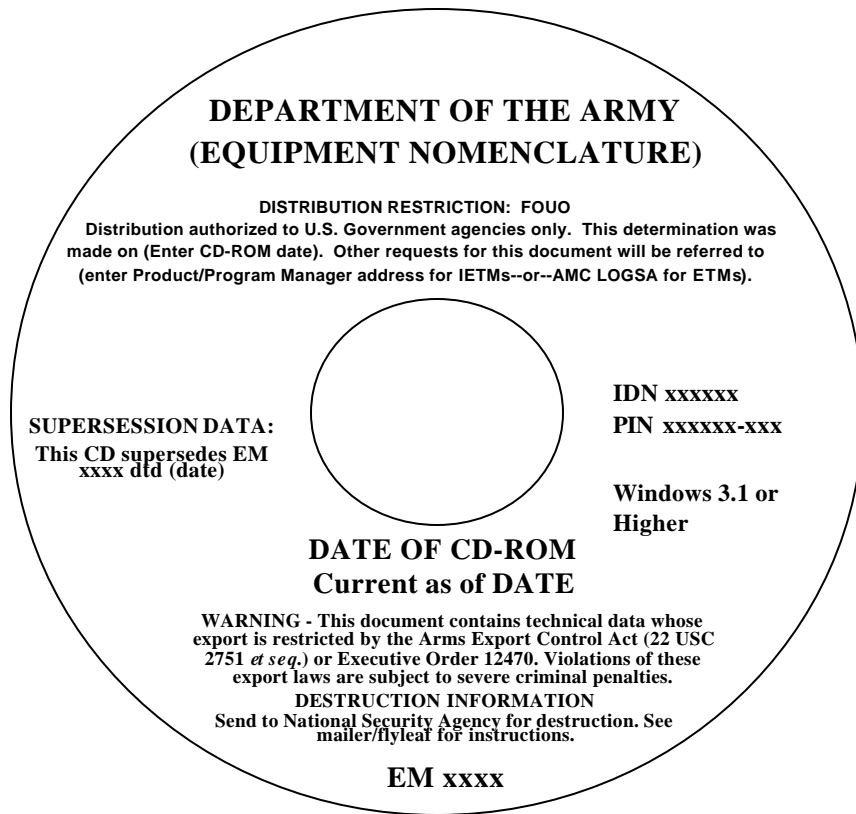 DEPARTMENT OF THE ARMY
(EQUIPMENT NOMENCLATURE)
DISTRIBUTION RESTRICTION: FOUO
Distribution authorized to U.S. Government agencies only. This determination was
made on (Enter CD-ROM date). Other requests for this document will be referred to
(enter Product/Program Manager address for IETMs--or--AMC LOGSA for ETMs).
SUPERSESSION DATA:
This CD supersedes EM
xxxx dtd (date)
IDN xxxxxx
PIN xxxxxx-xxx
Windows 3.1 or
Higher
DATE OF CD-ROM
Current as of DATE
WARNING - This document contains technical data whose
export is restricted by the Arms Export Control Act (22 USC
2751 et seq.) or Executive Order 12470. Violations of these
export laws are subject to severe criminal penalties.
DESTRUCTION INFORMATION
Send to National Security Agency for destruction. See
mailer/flyleaf for instructions.
EM xxxx